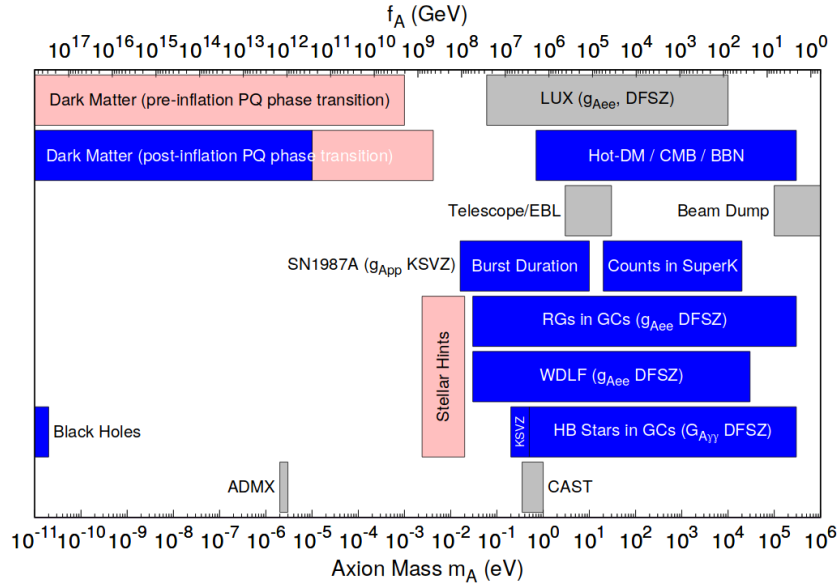 f_A (GeV)
10^17 10^16 10^15 10^14 10^13 10^12 10^11 10^10 10^9 10^8 10^7 10^6 10^5 10^4 10^3 10^2 10^1 10^0
Dark Matter (pre-inflation PQ phase transition)
LUX (g_Aee, DFSZ)
Dark Matter (post-inflation PQ phase transition)
Hot-DM / CMB / BBN
Telescope/EBL
Beam Dump
SN1987A (g_App KSVZ)
Burst Duration
Counts in SuperK
Stellar Hints
RGs in GCs (g_Aee DFSZ)
WDLF (g_Aee DFSZ)
Black Holes
KSVZ
HB Stars in GCs (G_Aγγ DFSZ)
ADMX
CAST
10^-11 10^-10 10^-9 10^-8 10^-7 10^-6 10^-5 10^-4 10^-3 10^-2 10^-1 10^0 10^1 10^2 10^3 10^4 10^5 10^6
Axion Mass m_A (eV)